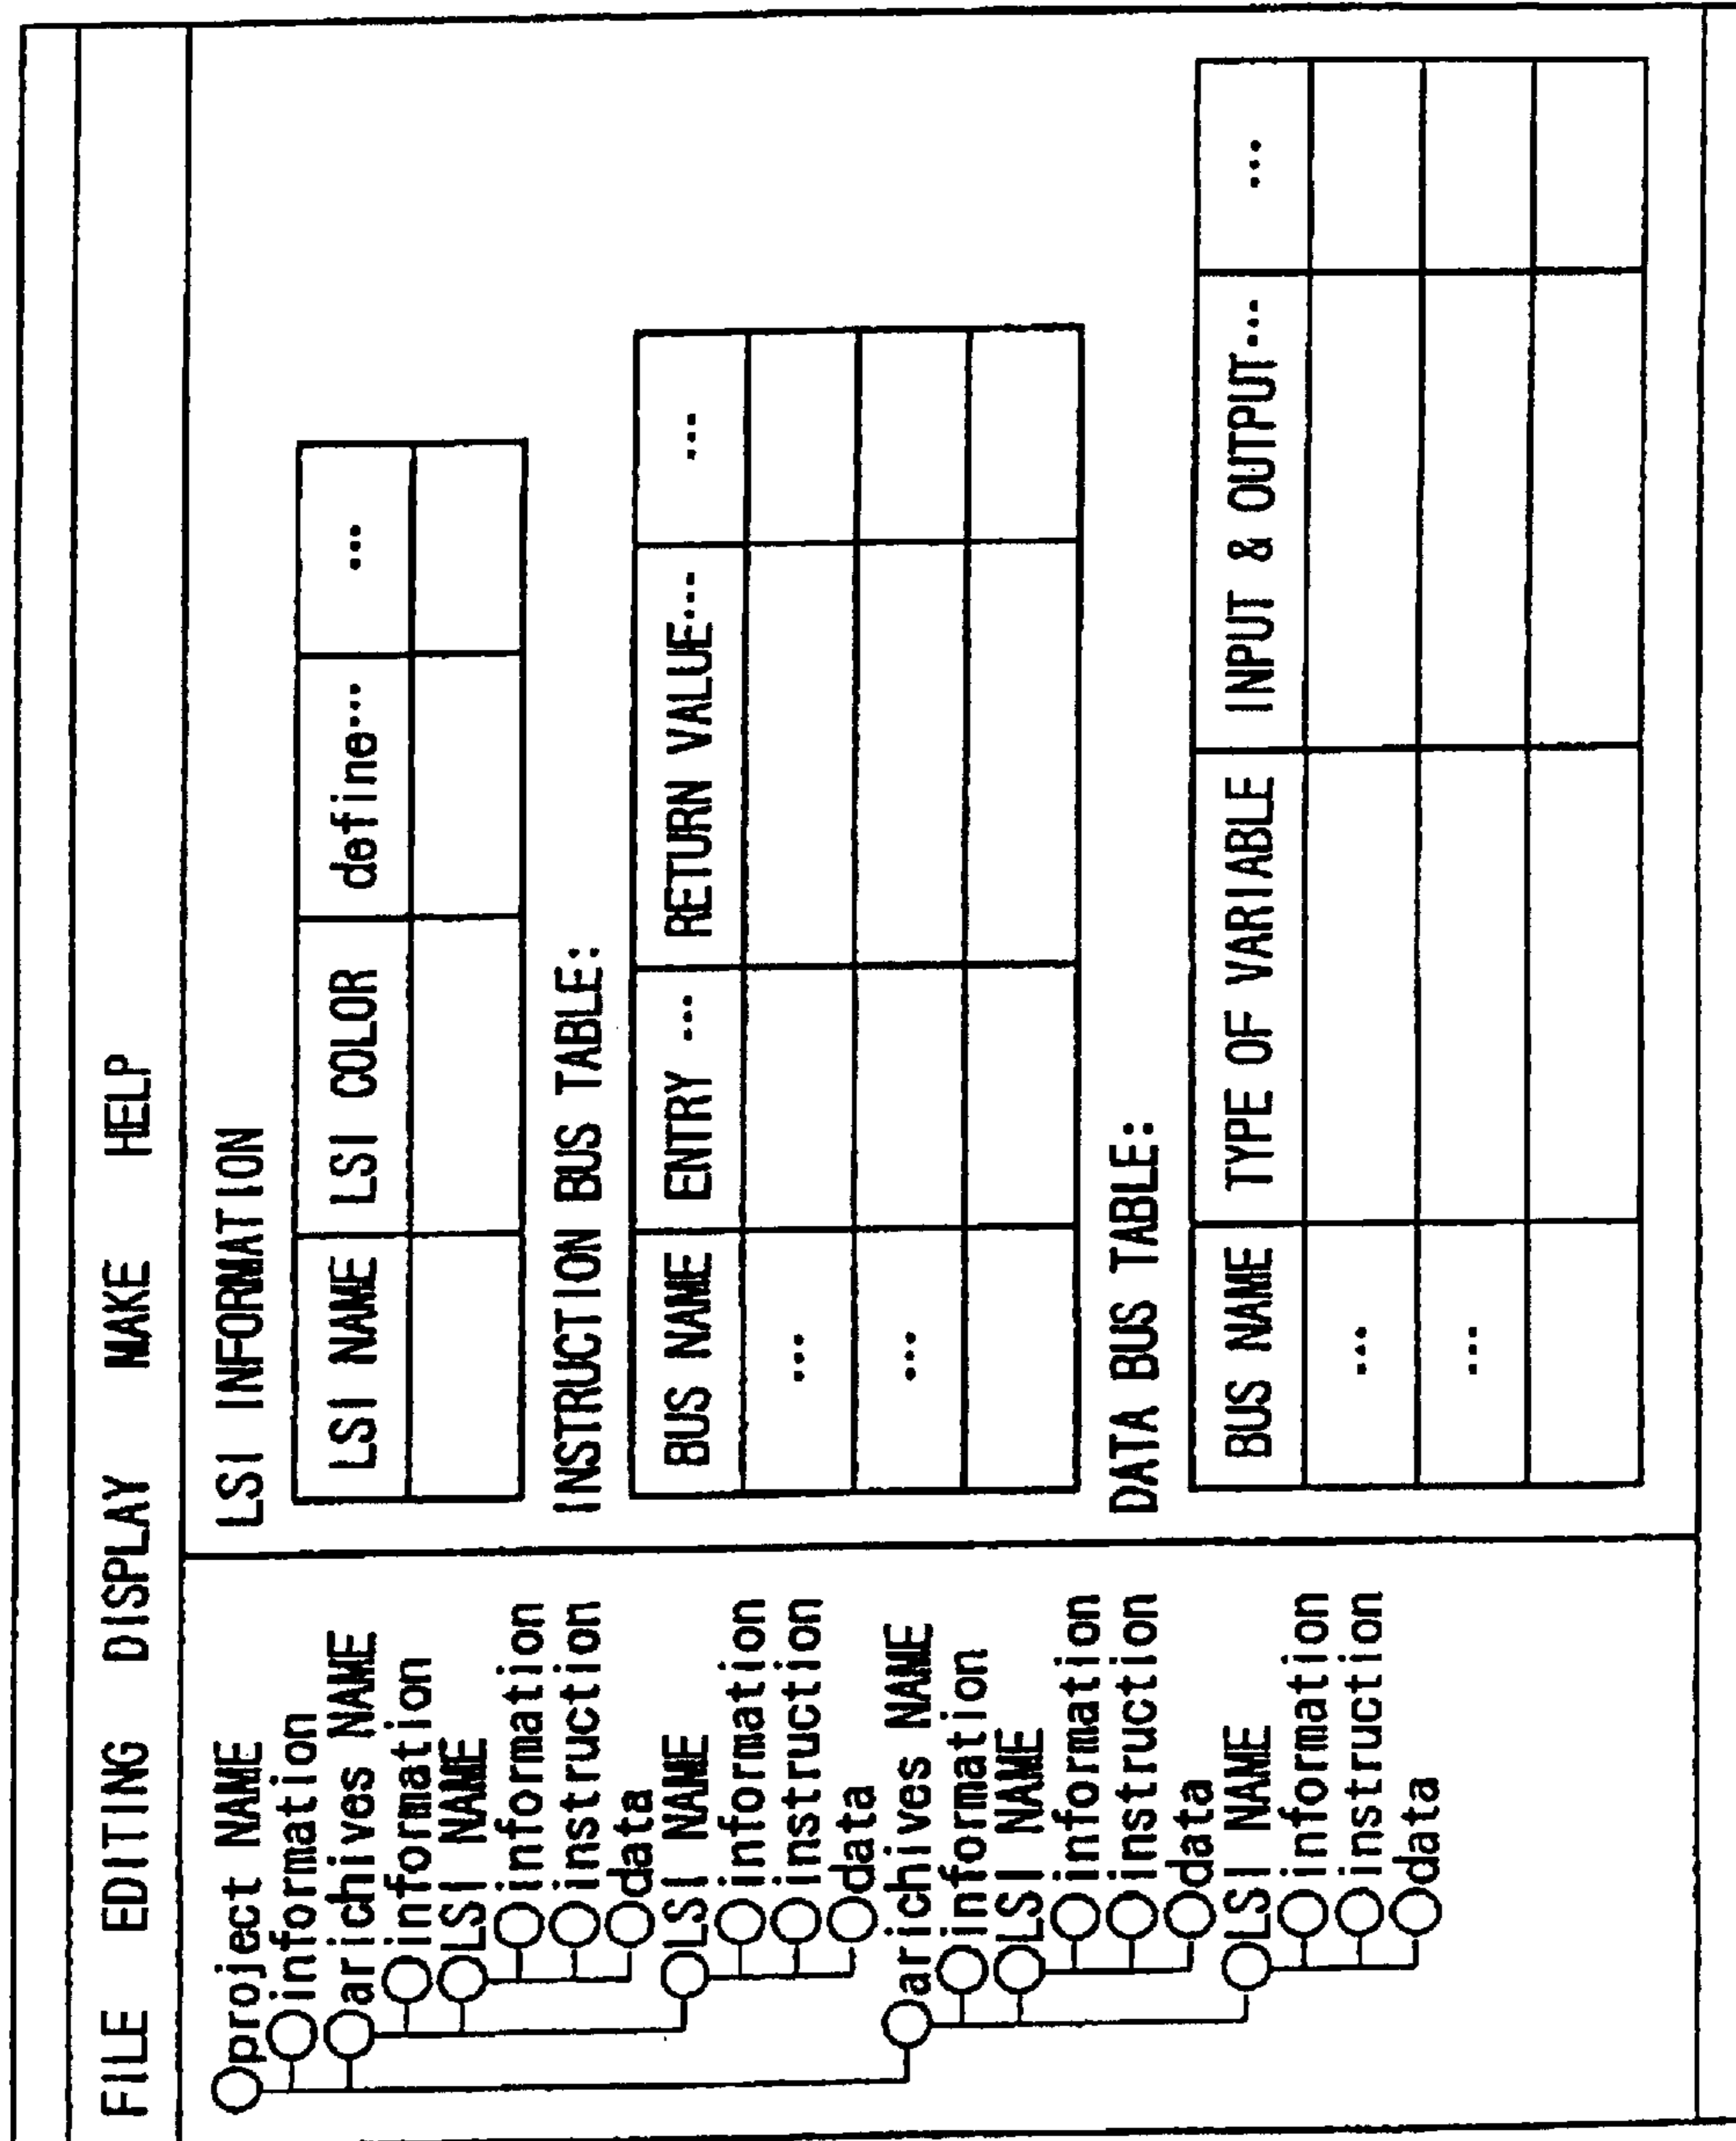 FILE EDITING DISPLAY MAKE HELP
project NAME
information
arichives NAME
information
LSI NAME
information
instruction
data
LSI NAME
information
instruction
data
arichives NAME
information
LSI NAME
information
instruction
data
LSI NAME
information
instruction
data
LSI INFORMATION
LSI NAME LSI COLOR define... ...
INSTRUCTION BUS TABLE:
BUS NAME ENTRY ... RETURN VALUE... ...
...
...
DATA BUS TABLE:
BUS NAME TYPE OF VARIABLE INPUT & OUTPUT... ...
...
...